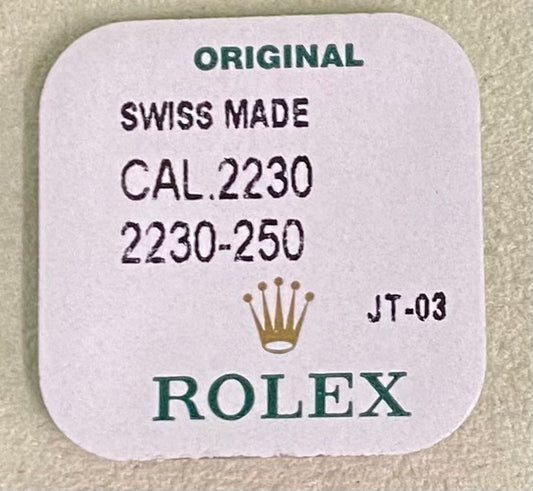 ORIGINAL
SWISS MADE
CAL.2230
2230-250
JT-03
ROLEX